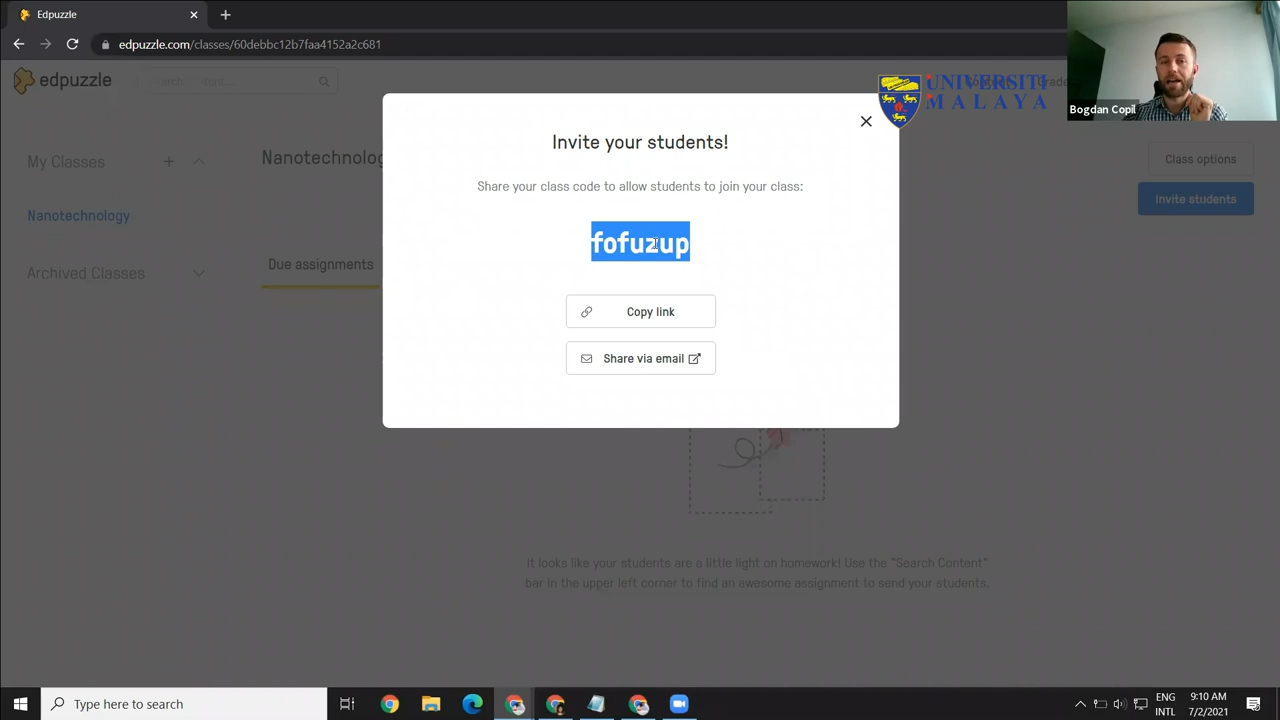 Edpuzzle
edpuzzle.com/classes/60debbc12b7faa4152a2c681
edpuzzle
UNIVERSITI
MALAYA
Bogdan Copil
Invite your students!
My Classes
Nanotechnology
Class options
Share your class code to allow students to join your class:
Invite students
Nanotechnology
fofuzup
Due assignments
Archived Classes
Copy link
Share via email
It looks like your students are a little light on homework! Use the "Search Content"
bar in the upper left corner to find an awesome assignment to send your students.
Type here to search
ENG
INTL
9:10 AM
7/2/2021